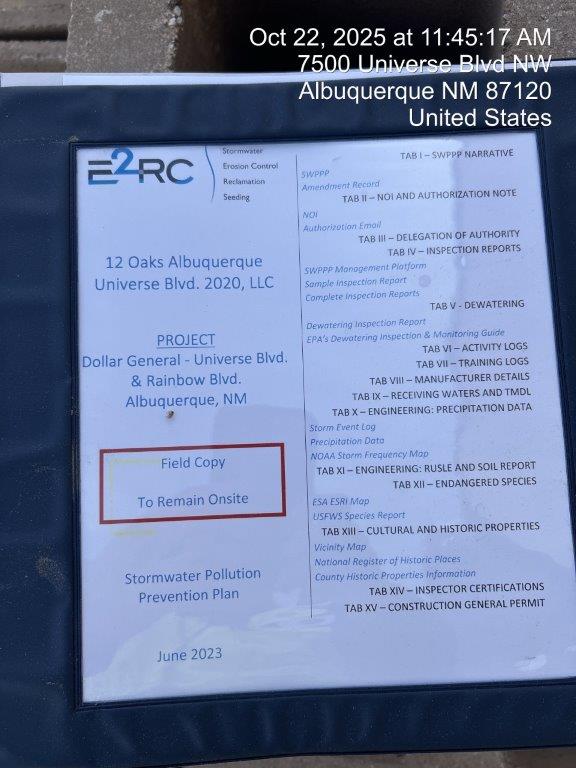 Oct 22, 2025 at 11:45:17 AM
7500 Universe Blvd NW
Albuquerque NM 87120
United States
E2RC
Stormwater
Erosion Control
Reclamation
Seeding
12 Oaks Albuquerque
Universe Blvd. 2020, LLC
PROJECT
Dollar General - Universe Blvd.
& Rainbow Blvd.
Albuquerque, NM
Field Copy
To Remain Onsite
Stormwater Pollution
Prevention Plan
June 2023
TAB I – SWPPP NARRATIVE
SWPPP
Amendment Record
TAB II – NOI AND AUTHORIZATION NOTE
NOI
Authorization Email
TAB III – DELEGATION OF AUTHORITY
TAB IV – INSPECTION REPORTS
SWPPP Management Platform
Sample Inspection Report
Complete Inspection Reports
TAB V - DEWATERING
Dewatering Inspection Report
EPA's Dewatering Inspection & Monitoring Guide
TAB VI – ACTIVITY LOGS
TAB VII – TRAINING LOGS
TAB VIII – MANUFACTURER DETAILS
TAB IX – RECEIVING WATERS AND TMDL
TAB X – ENGINEERING: PRECIPITATION DATA
Storm Event Log
Precipitation Data
NOAA Storm Frequency Map
TAB XI – ENGINEERING: RUSLE AND SOIL REPORT
TAB XII – ENDANGERED SPECIES
ESA ESRI Map
USFWS Species Report
TAB XIII – CULTURAL AND HISTORIC PROPERTIES
Vicinity Map
National Register of Historic Places
County Historic Properties Information
TAB XIV – INSPECTOR CERTIFICATIONS
TAB XV – CONSTRUCTION GENERAL PERMIT